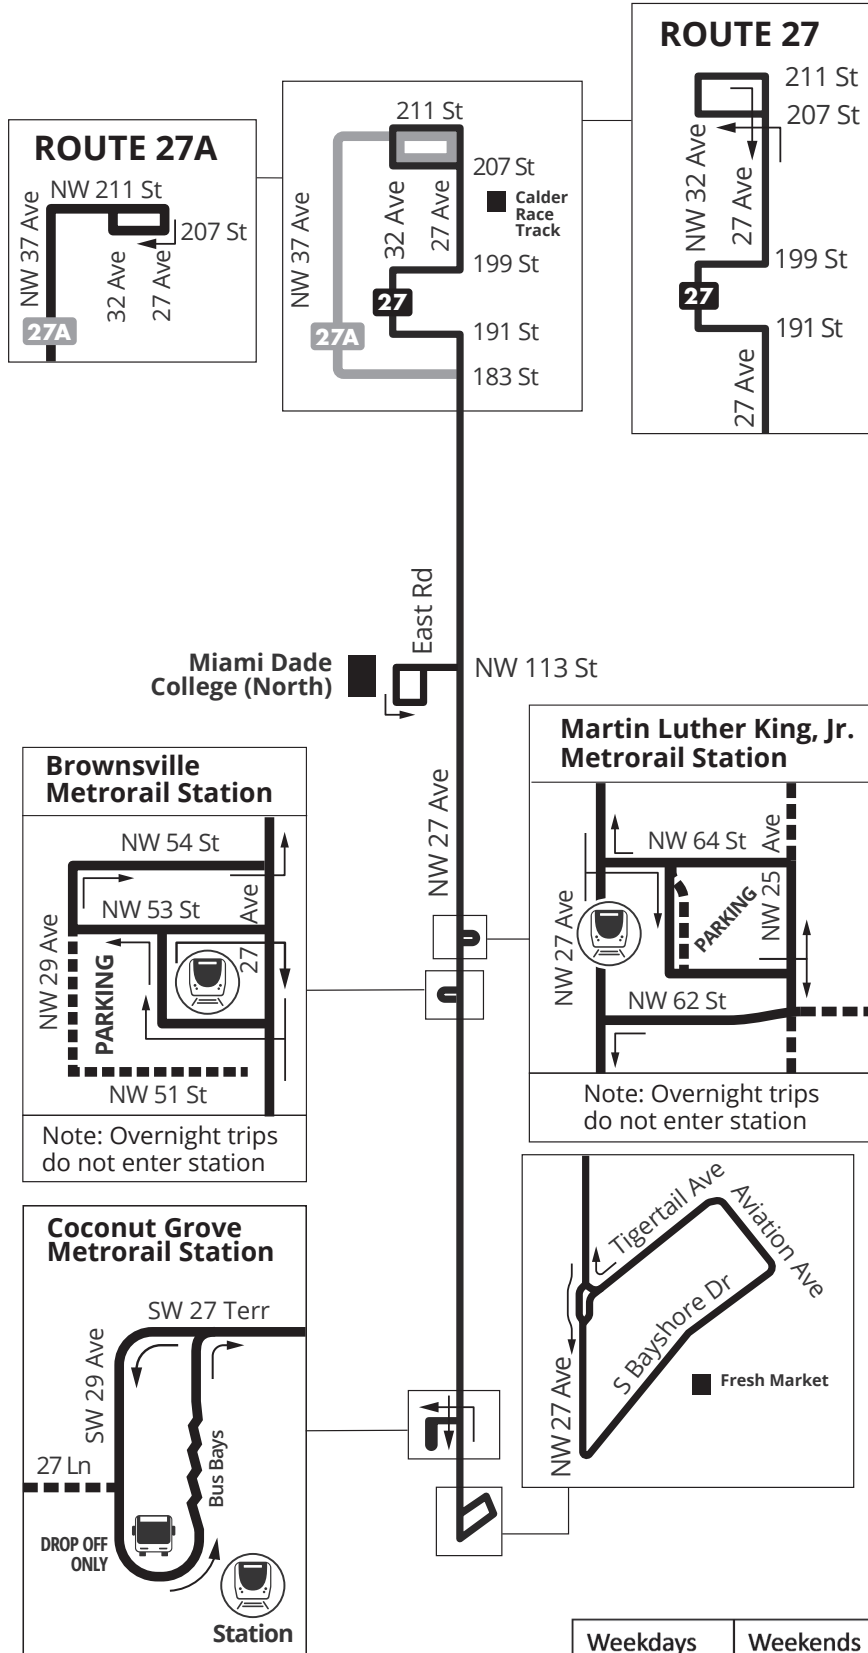 ROUTE 27
211 St
207 St
NW 32 Ave
27 Ave
199 St
27
191 St
27 Ave
211 St
207 St
NW 37 Ave
32 Ave
27 Ave
Calder
Race
Track
199 St
27
191 St
27A
183 St
ROUTE 27A
NW 211 St
NW 37 Ave
207 St
32 Ave
27 Ave
27A
East Rd
Miami Dade
College (North)
NW 113 St
NW 27 Ave
Martin Luther King, Jr.
Metrorail Station
NW 64 St
NW 25 Ave
NW 27 Ave
PARKING
NW 62 St
Note: Overnight trips
do not enter station
Brownsville
Metrorail Station
NW 54 St
NW 53 St
27 Ave
NW 29 Ave
PARKING
NW 51 St
Note: Overnight trips
do not enter station
Tigertail Ave
Aviation Ave
S Bayshore Dr
NW 27 Ave
Fresh Market
Coconut Grove
Metrorail Station
SW 27 Terr
SW 29 Ave
Bus Bays
27 Ln
DROP OFF
ONLY
Station
Weekdays
Weekends